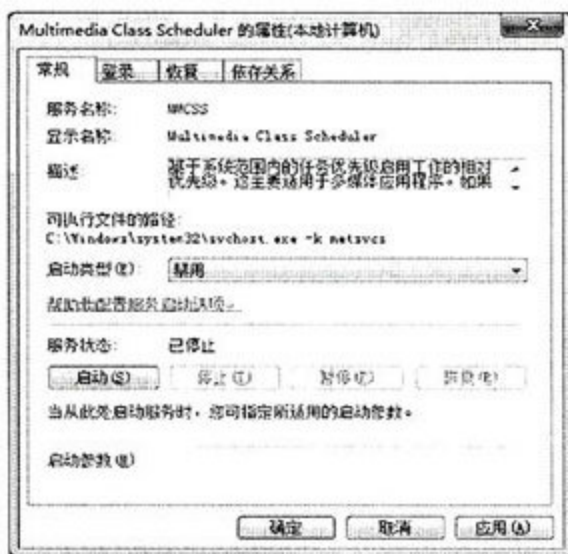 Multimedia Class Scheduler 的属性(本地计算机)
常规 登录 恢复 依存关系
服务名称: MMCSS
显示名称: Multimedia Class Scheduler
描述: 基于系统范围内的任务优先级启用工作的相对
优先级。这主要适用于多媒体应用程序。如果
可执行文件的路径:
C:\Windows\system32\svchost.exe -k netsvcs
启动类型(E): 禁用
帮助我配置服务启动选项。
服务状态: 已停止
启动(S) 停止(T) 暂停(P) 恢复(R)
当从此处启动服务时，您可指定所适用的启动参数。
启动参数(M)
确定 取消 应用(A)